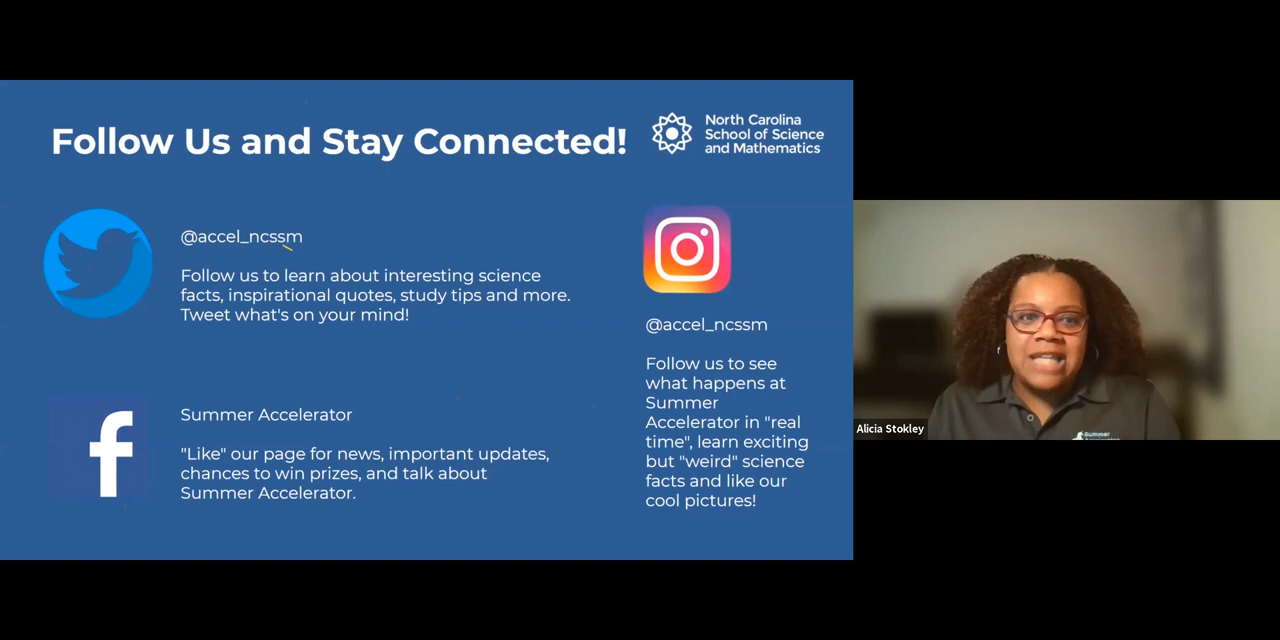 Follow Us and Stay Connected!
North Carolina
School of Science
and Mathematics
@accel_ncssm
Follow us to learn about interesting science
facts, inspirational quotes, study tips and more.
Tweet what's on your mind!
Summer Accelerator
"Like" our page for news, important updates,
chances to win prizes, and talk about
Summer Accelerator.
@accel_ncssm
Follow us to see
what happens at
Summer
Accelerator in "real
time", learn exciting
but "weird" science
facts and like our
cool pictures!
Alicia Stokley
Summer